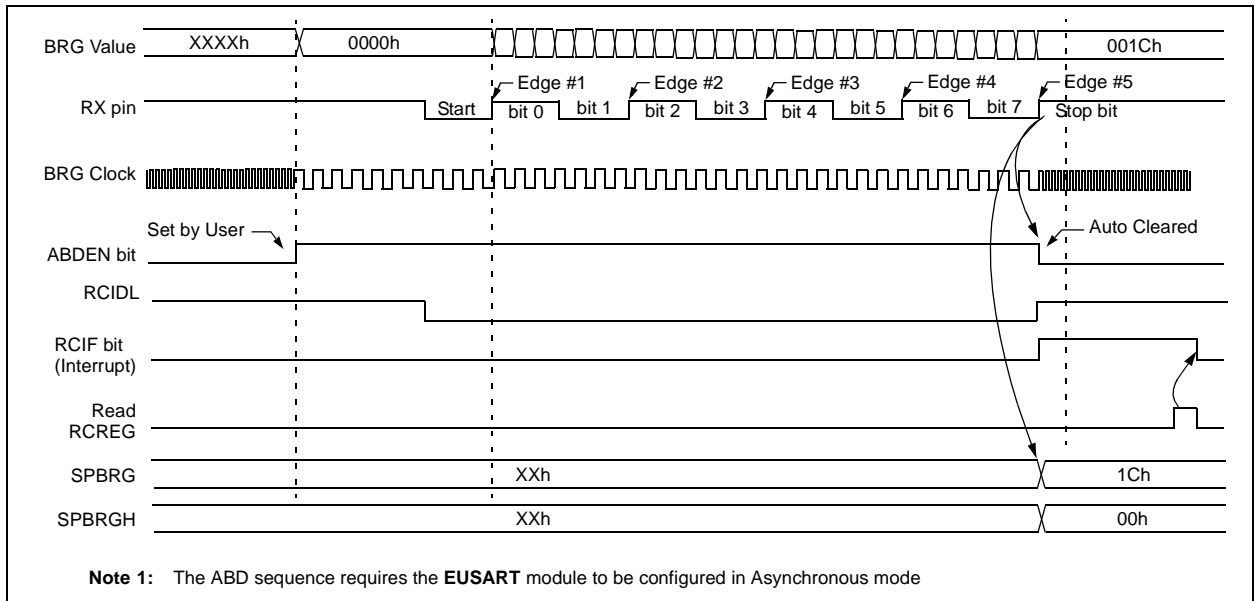 BRG Value XXXXh 0000h 001Ch
Edge #1 Edge #2 Edge #3 Edge #4 Edge #5
RX pin Start bit 0 bit 1 bit 2 bit 3 bit 4 bit 5 bit 6 bit 7 Stop bit
BRG Clock
Set by User Auto Cleared
ABDEN bit
RCIDL
RCIF bit
(Interrupt)
Read
RCREG
SPBRG XXh 1Ch
SPBRGH XXh 00h
Note 1: The ABD sequence requires the EUSART module to be configured in Asynchronous mode